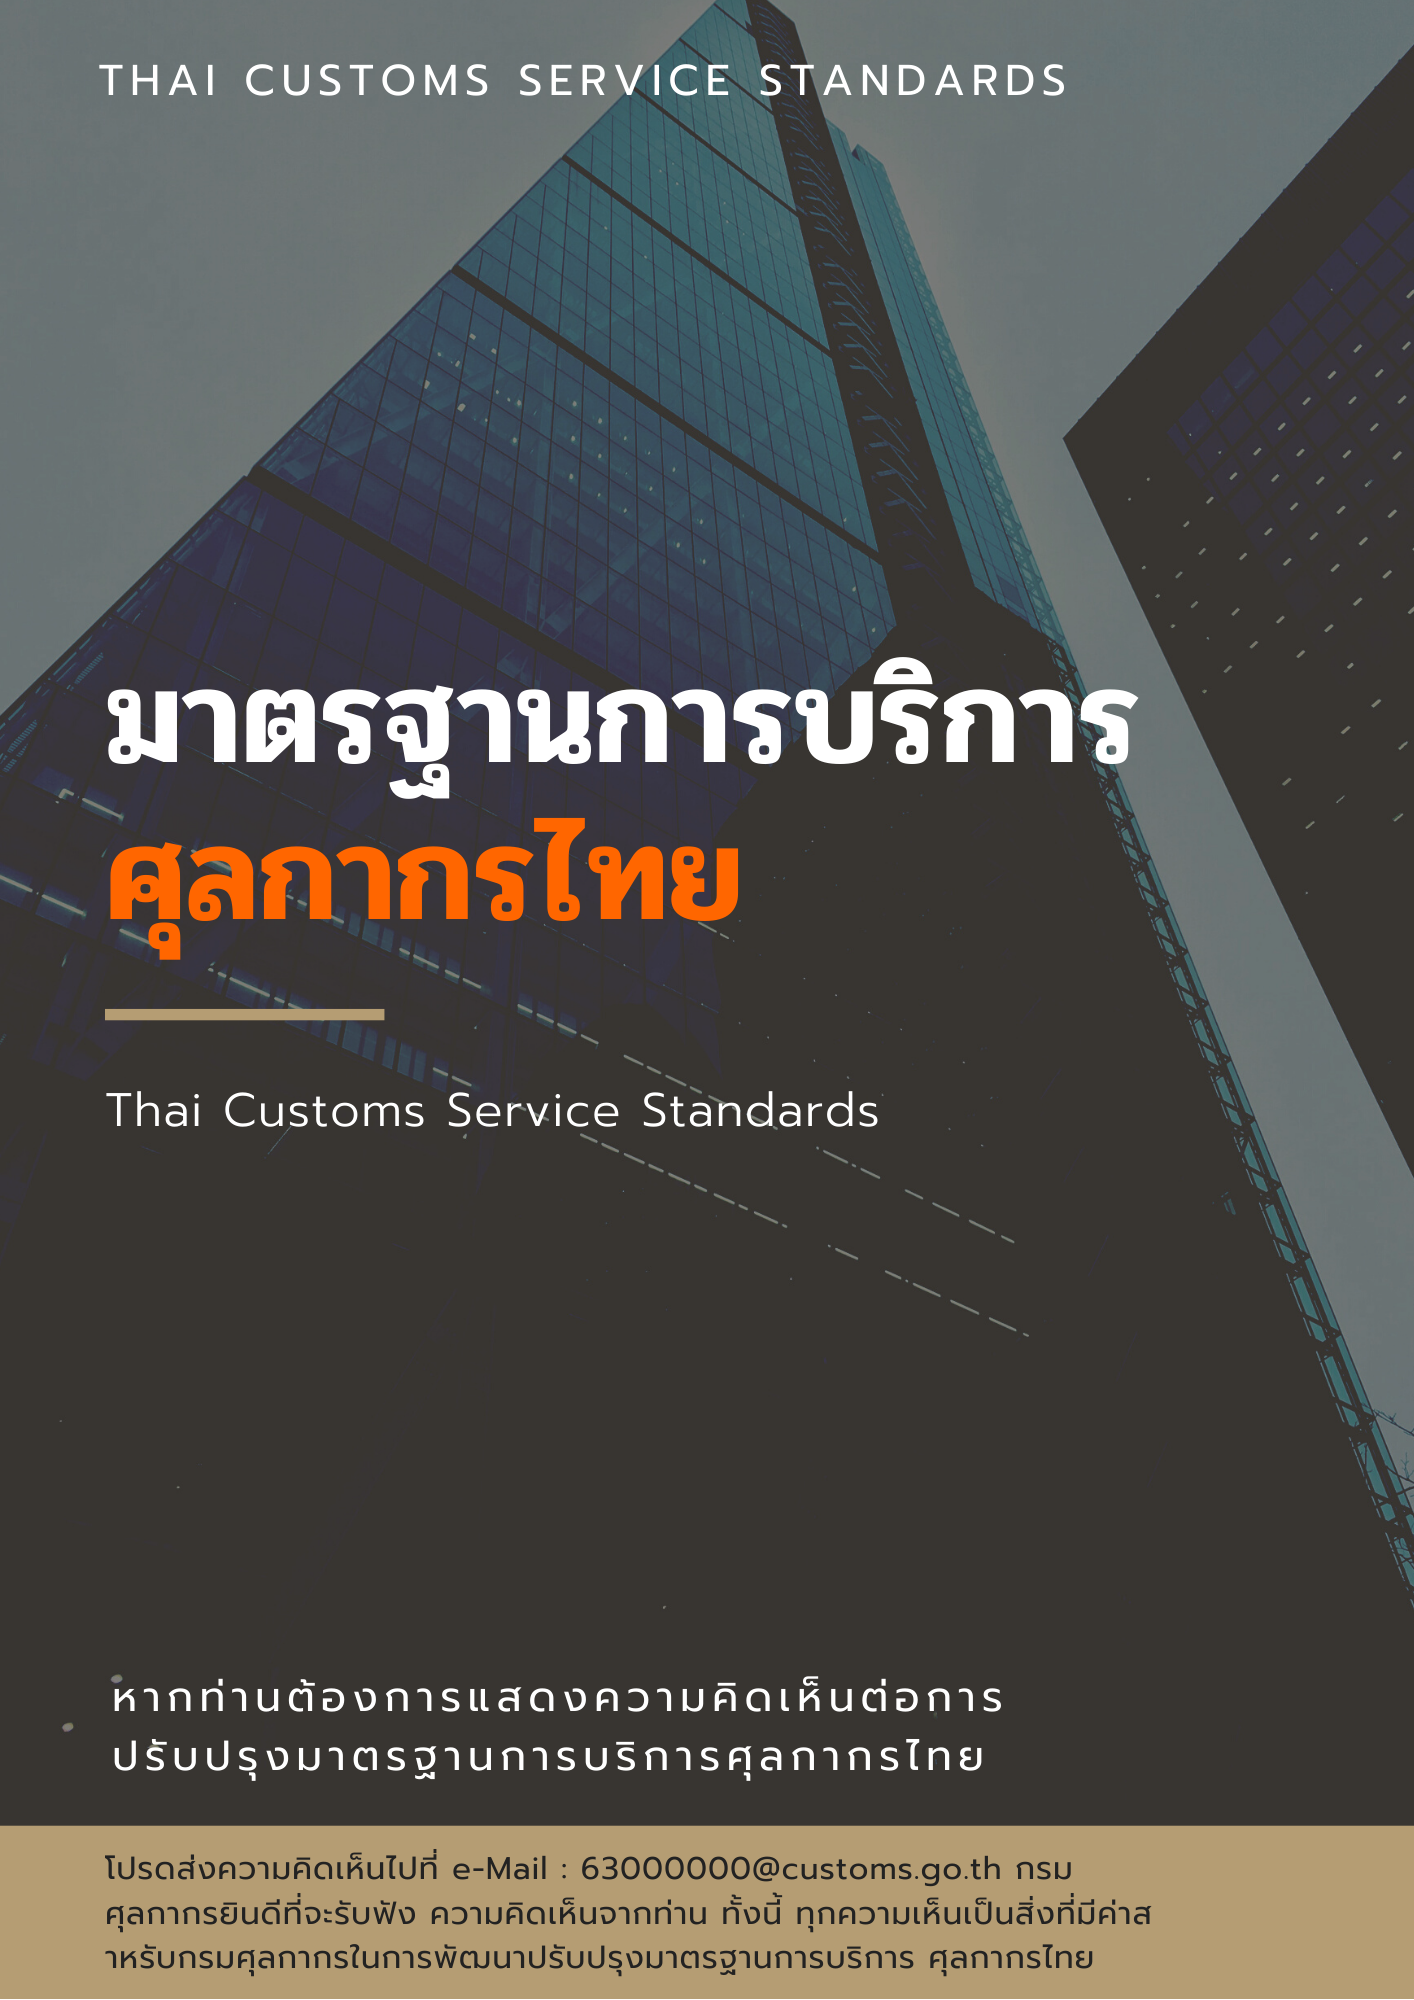 THAI CUSTOMS SERVICE STANDARDS
มาตรฐานการบริการ
ศุลกากรไทย
Thai Customs Service Standards
หากท่านต้องการแสดงความคิดเห็นต่อการ
ปรับปรุงมาตรฐานการบริการศุลกากรไทย
โปรดส่งความคิดเห็นไปที่ e-Mail : 63000000@customs.go.th กรม
ศุลกากรยินดีที่จะรับฟัง ความคิดเห็นจากท่าน ทั้งนี้ ทุกความเห็นเป็นสิ่งที่มีค่าส
าหรับกรมศุลกากรในการพัฒนาปรับปรุงมาตรฐานการบริการ ศุลกากรไทย